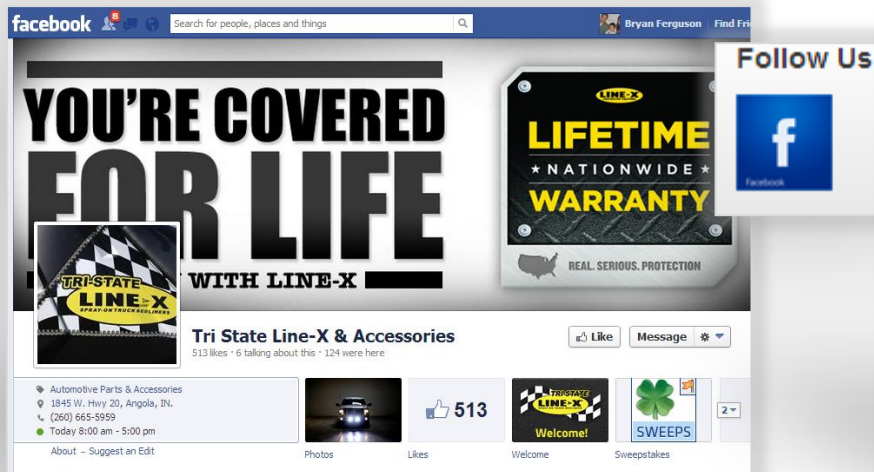 facebook
8
Search for people, places and things
Bryan Ferguson
Find Fri
Follow Us
facebook
YOU'RE COVERED
FOR LIFE
WITH LINE-X
LINE-X
LIFETIME
NATIONWIDE
WARRANTY
REAL. SERIOUS. PROTECTION
TRI-STATE
LINE-X
SPRAY-ON TRUCK BEDLINERS
Tri State Line-X & Accessories
513 likes · 6 talking about this · 124 were here
Like
Message
Automotive Parts & Accessories
1845 W. Hwy 20, Angola, IN.
(260) 665-5959
Today 8:00 am - 5:00 pm
About – Suggest an Edit
Photos
513
Likes
TRI-STATE
LINE-X
Welcome!
Welcome
SWEEPS
Sweepstakes
2